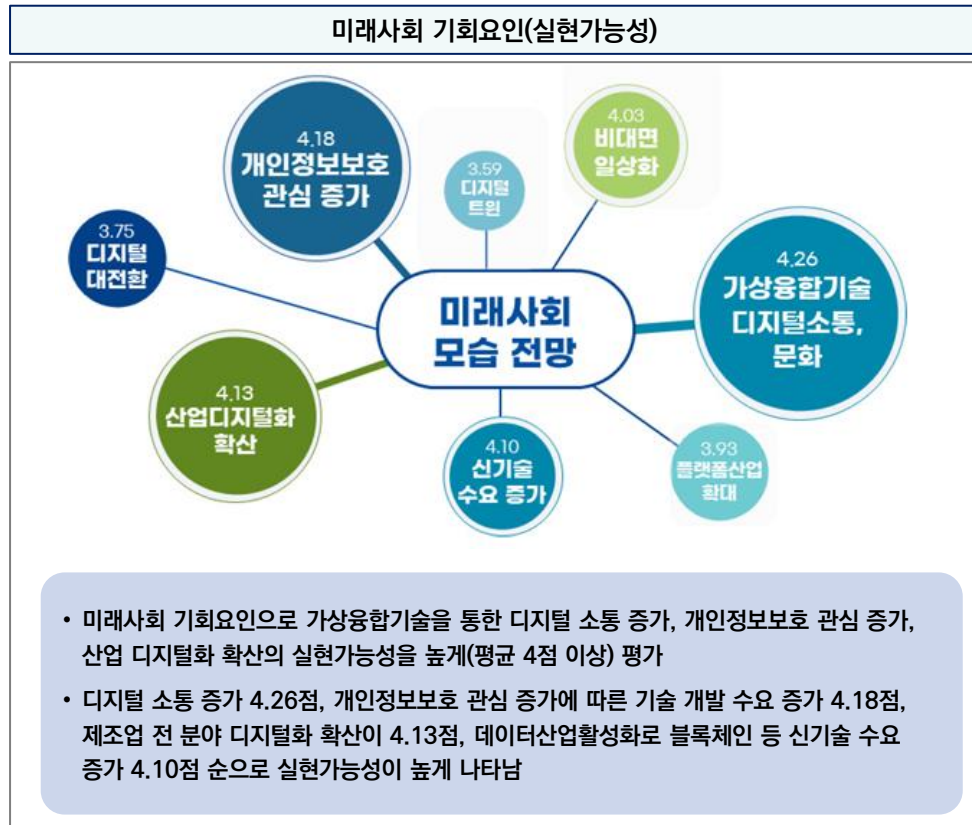 미래사회 기회요인(실현가능성)
4.18
개인정보보호
관심 증가
3.59
디지털
트윈
4.03
비대면
일상화
3.75
디지털
대전환
4.26
가상융합기술
디지털소통,
문화
미래사회
모습 전망
4.13
산업디지털화
확산
4.10
신기술
수요 증가
3.93
플랫폼산업
확대
• 미래사회 기회요인으로 가상융합기술을 통한 디지털 소통 증가, 개인정보보호 관심 증가,
산업 디지털화 확산의 실현가능성을 높게(평균 4점 이상) 평가
• 디지털 소통 증가 4.26점, 개인정보보호 관심 증가에 따른 기술 개발 수요 증가 4.18점,
제조업 전 분야 디지털화 확산이 4.13점, 데이터산업활성화로 블록체인 등 신기술 수요
증가 4.10점 순으로 실현가능성이 높게 나타남